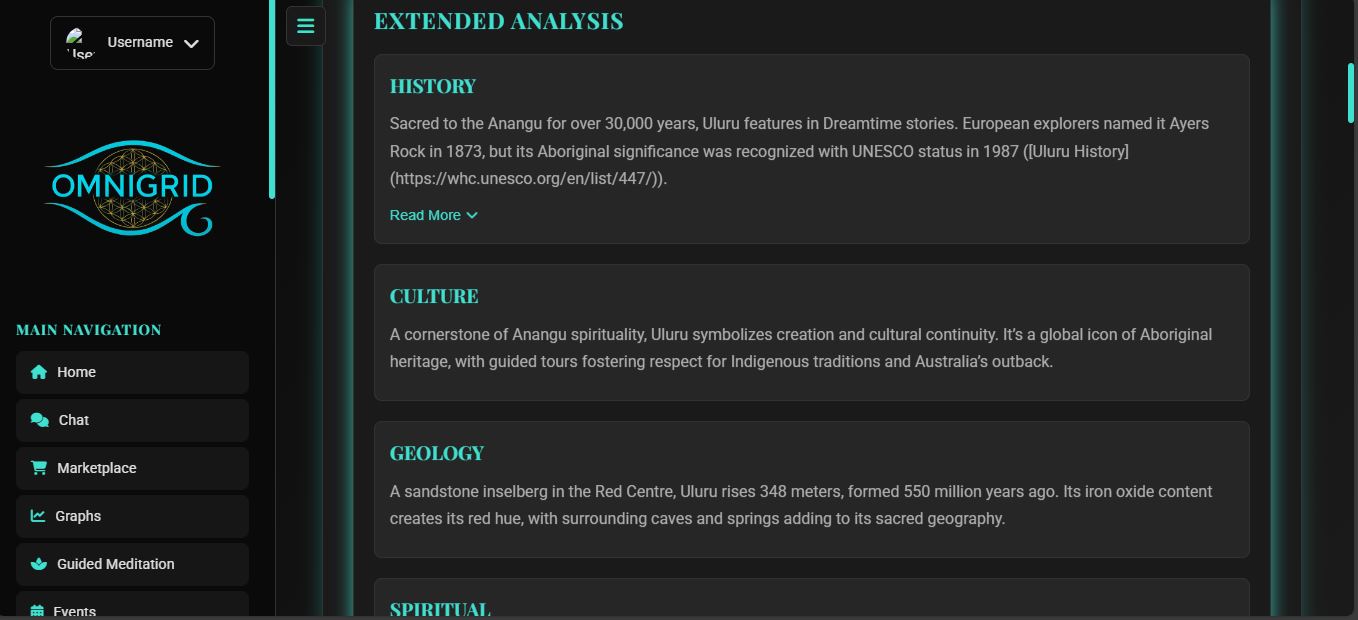 Use
Username
OMNIGRID
MAIN NAVIGATION
Home
Chat
Marketplace
Graphs
Guided Meditation
Events
EXTENDED ANALYSIS
HISTORY
Sacred to the Anangu for over 30,000 years, Uluru features in Dreamtime stories. European explorers named it Ayers
Rock in 1873, but its Aboriginal significance was recognized with UNESCO status in 1987 ([Uluru History]
(https://whc.unesco.org/en/list/447/)).
Read More
CULTURE
A cornerstone of Anangu spirituality, Uluru symbolizes creation and cultural continuity. It’s a global icon of Aboriginal
heritage, with guided tours fostering respect for Indigenous traditions and Australia’s outback.
GEOLOGY
A sandstone inselberg in the Red Centre, Uluru rises 348 meters, formed 550 million years ago. Its iron oxide content
creates its red hue, with surrounding caves and springs adding to its sacred geography.
SPIRITUAL